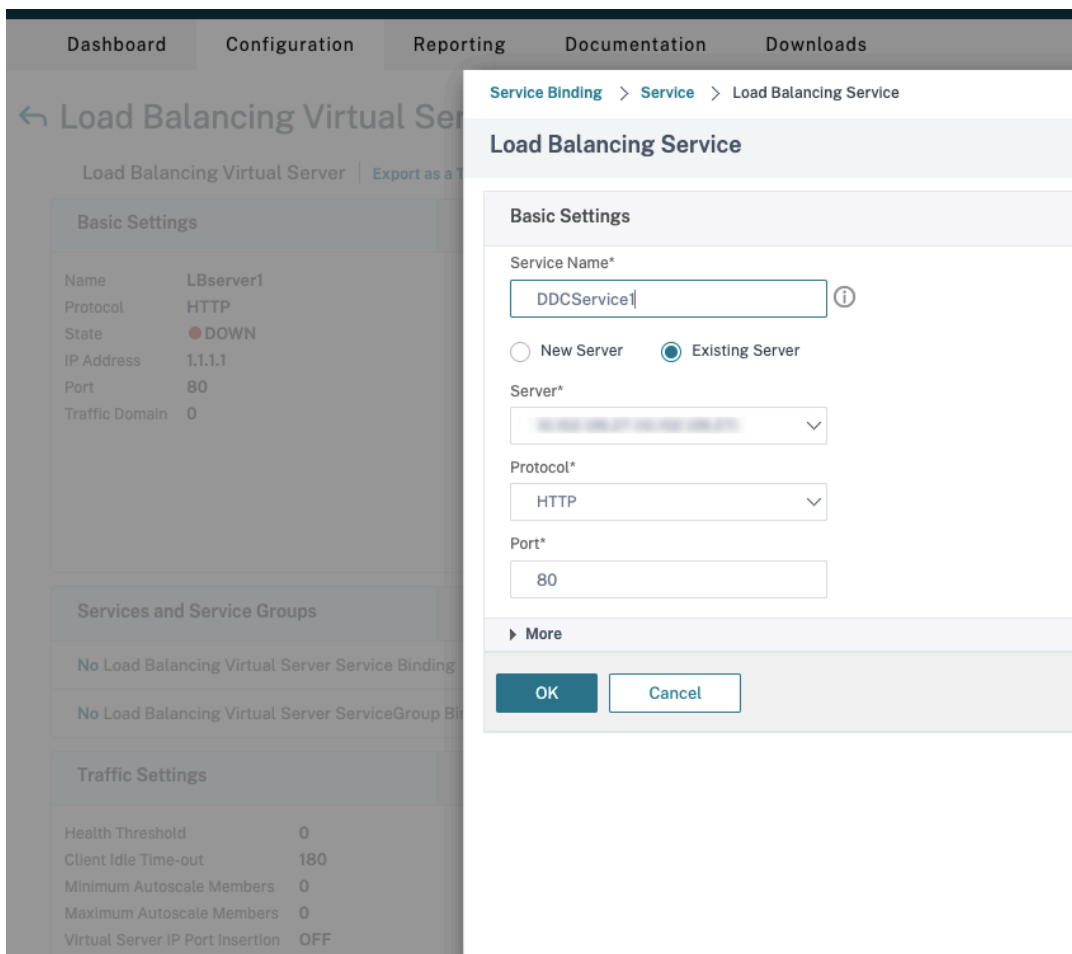 Dashboard Configuration Reporting Documentation Downloads
Load Balancing Virtual Ser
Load Balancing Virtual Server Export as a T
Basic Settings
Name LBserver1
Protocol HTTP
State DOWN
IP Address 1.1.1.1
Port 80
Traffic Domain 0
Services and Service Groups
No Load Balancing Virtual Server Service Binding
No Load Balancing Virtual Server ServiceGroup Bi
Traffic Settings
Health Threshold 0
Client Idle Time-out 180
Minimum Autoscale Members 0
Maximum Autoscale Members 0
Virtual Server IP Port Insertion OFF
Service Binding > Service > Load Balancing Service
Load Balancing Service
Basic Settings
Service Name*
DDCService1
New Server Existing Server
Server*
Protocol*
HTTP
Port*
80
More
OK Cancel